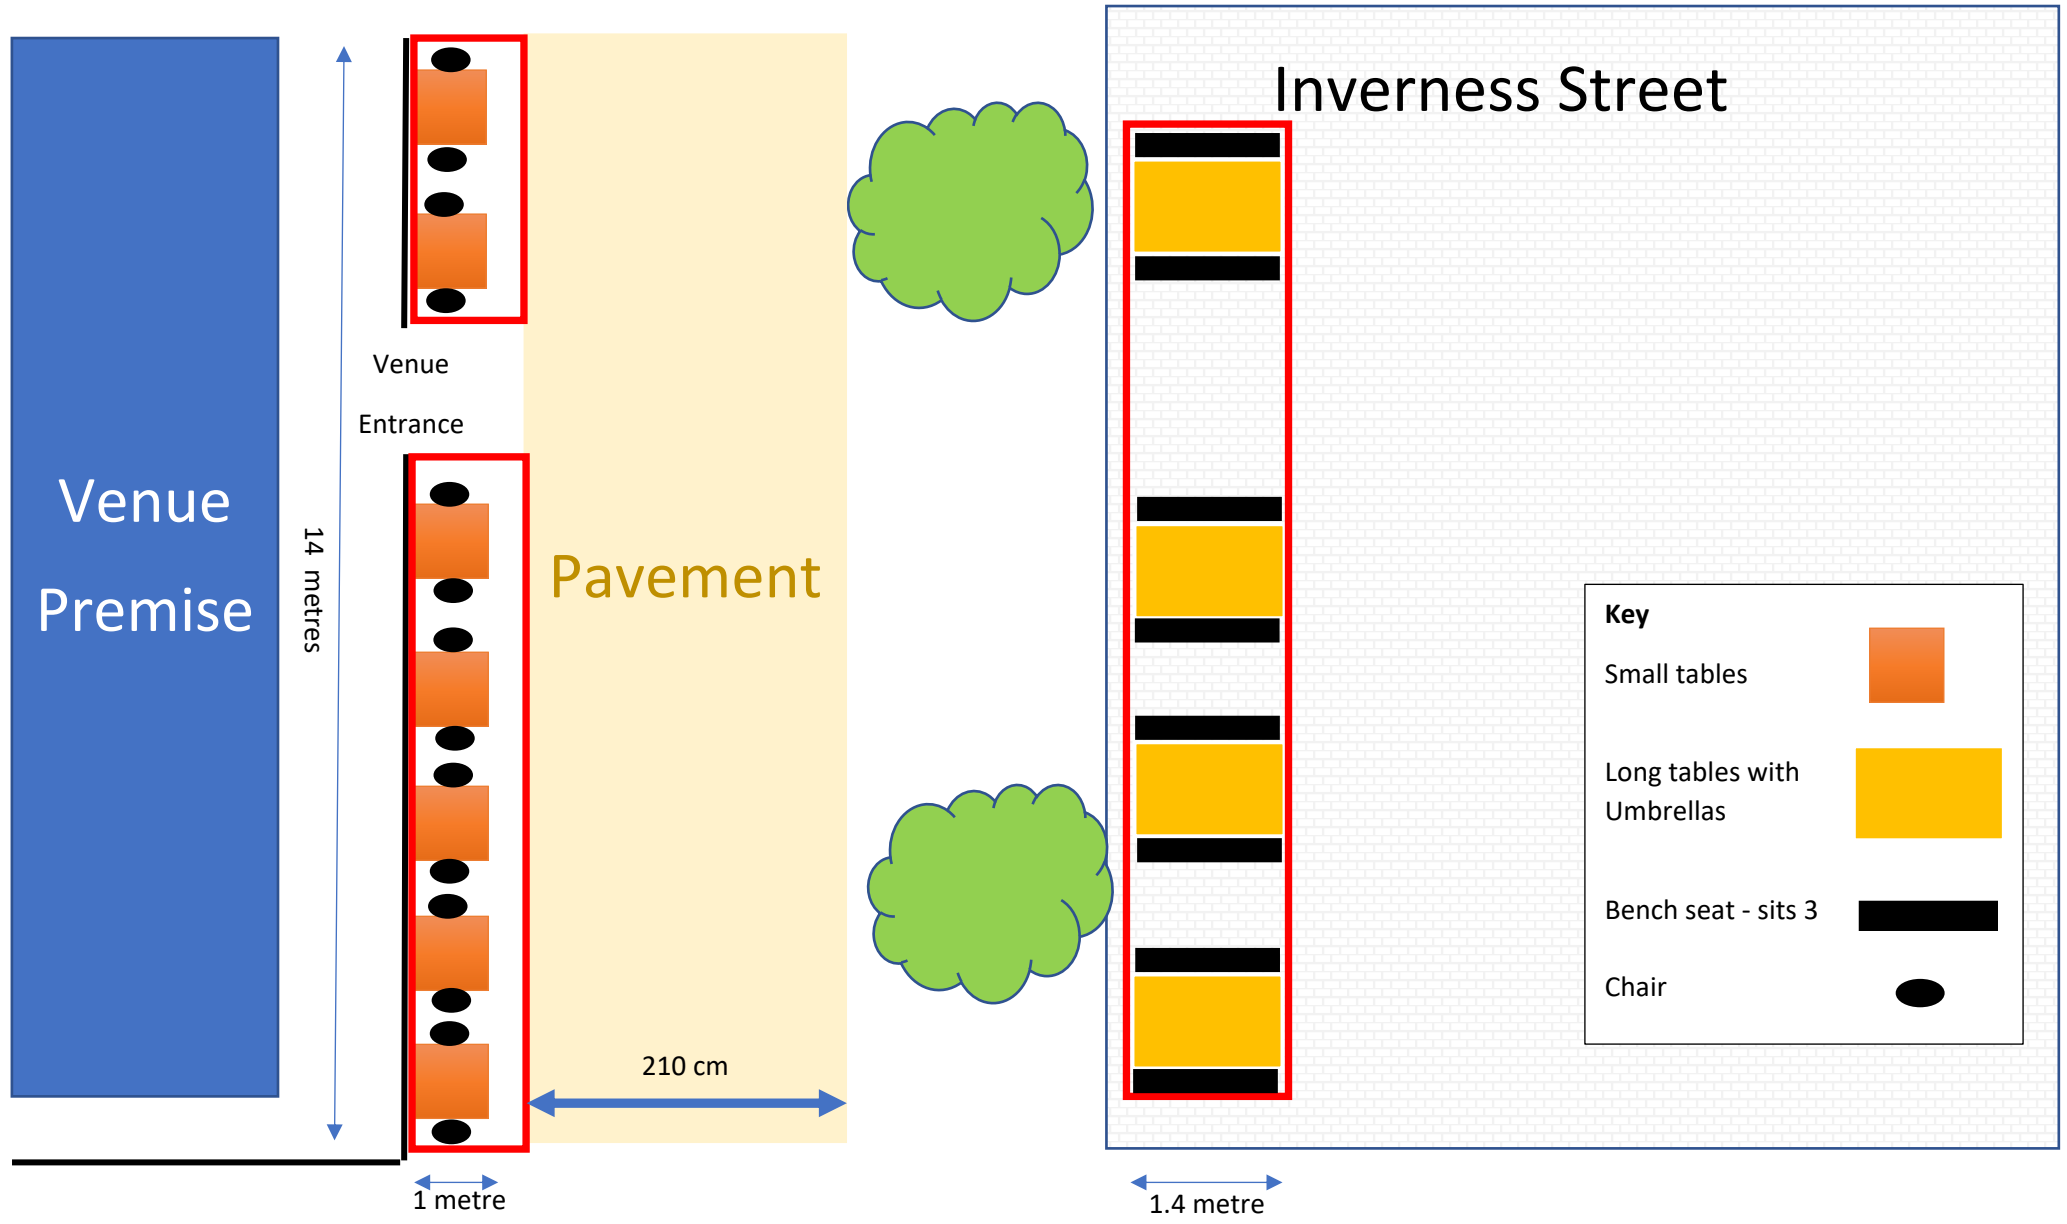 Inverness Street
Venue
Entrance
Venue
Premise
14 metres
Pavement
Key
Small tables
Long tables with
Umbrellas
Bench seat - sits 3
Chair
210 cm
1 metre
1.4 metre